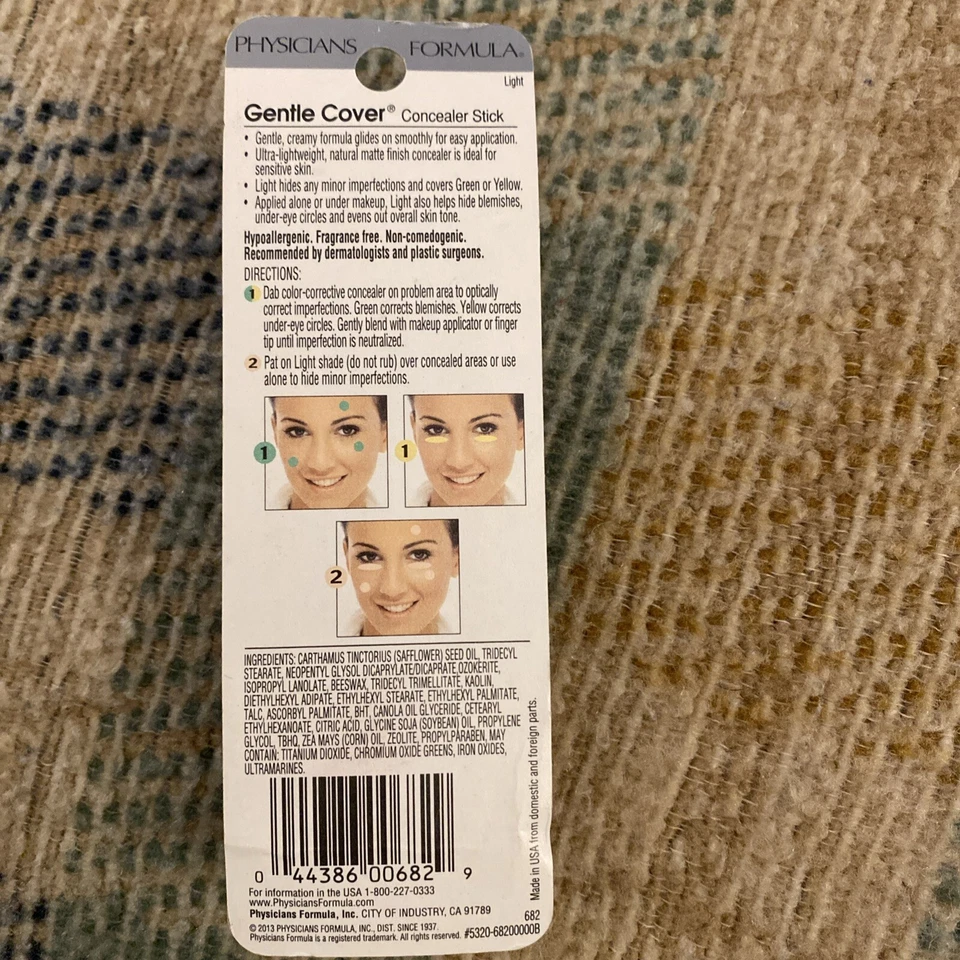 PHYSICIANS FORMULA®
Light
Gentle Cover® Concealer Stick
• Gentle, creamy formula glides on smoothly for easy application.
• Ultra-lightweight, natural matte finish concealer is ideal for
sensitive skin.
• Light hides any minor imperfections and covers Green or Yellow.
• Applied alone or under makeup, Light also helps hide blemishes,
under-eye circles and evens out overall skin tone.
Hypoallergenic. Fragrance free. Non-comedogenic.
Recommended by dermatologists and plastic surgeons.
DIRECTIONS:
1 Dab color-corrective concealer on problem area to optically
correct imperfections. Green corrects blemishes. Yellow corrects
under-eye circles. Gently blend with makeup applicator or finger
tip until imperfection is neutralized.
2 Pat on Light shade (do not rub) over concealed areas or use
alone to hide minor imperfections.
1
1
2
INGREDIENTS: CARTHAMUS TINCTORIUS (SAFFLOWER) SEED OIL, TRIDECYL
STEARATE, NEOPENTYL GLYSOL DICAPRYLATE/DICAPRATE, OZOKERITE,
ISOPROPYL LANOLATE, BEESWAX, TRIDECYL TRIMELLITATE, KAOLIN,
DIETHYLHEXYL ADIPATE, ETHYLHEXYL STEARATE, ETHYLHEXYL PALMITATE,
TALC, ASCORBYL PALMITATE, BHT, CANOLA OIL GLYCERIDE, CETEARYL
ETHYLHEXANOATE, CITRIC ACID, GLYCINE SOJA (SOYBEAN) OIL, PROPYLENE
GLYCOL, TBHQ, ZEA MAYS (CORN) OIL, ZEOLITE, PROPYLPARABEN, MAY
CONTAIN: TITANIUM DIOXIDE, CHROMIUM OXIDE GREENS, IRON OXIDES,
ULTRAMARINES.
Made in USA from domestic and foreign parts.
0 44386 00682 9
For information in the USA 1-800-227-0333
www.PhysiciansFormula.com
Physicians Formula, Inc. CITY OF INDUSTRY, CA 91789
682
© 2013 PHYSICIANS FORMULA, INC., DIST. SINCE 1937.
Physicians Formula is a registered trademark. All rights reserved. #5320-68200000B